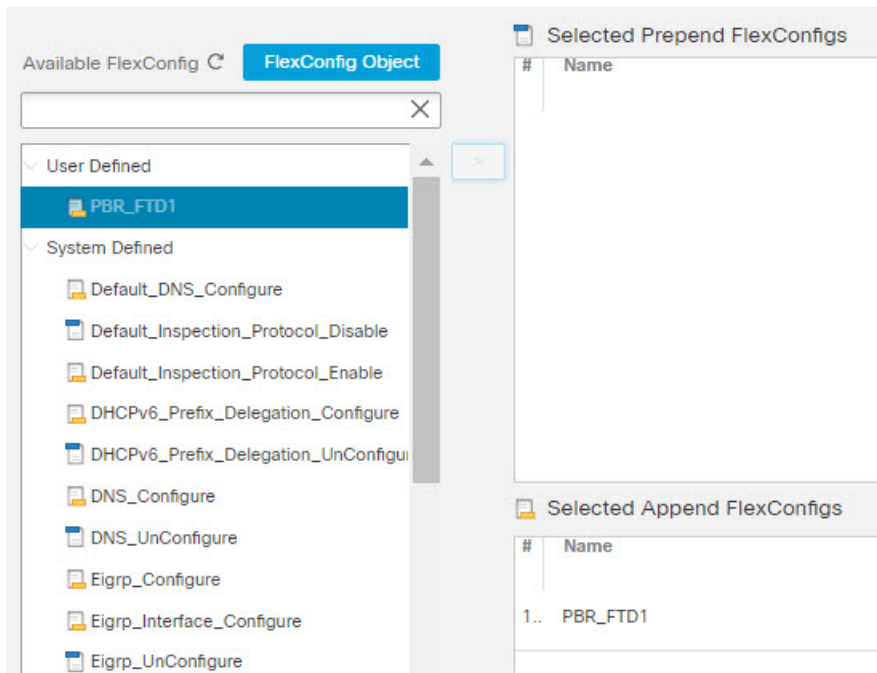 Available FlexConfig
FlexConfig Object
User Defined
PBR_FTD1
System Defined
Default_DNS_Configure
Default_Inspection_Protocol_Disable
Default_Inspection_Protocol_Enable
DHCPv6_Prefix_Delegation_Configure
DHCPv6_Prefix_Delegation_UnConfigu
DNS_Configure
DNS_UnConfigure
Eigrp_Configure
Eigrp_Interface_Configure
Eigrp_UnConfigure
>
Selected Prepend FlexConfigs
# Name
Selected Append FlexConfigs
# Name
1.. PBR_FTD1